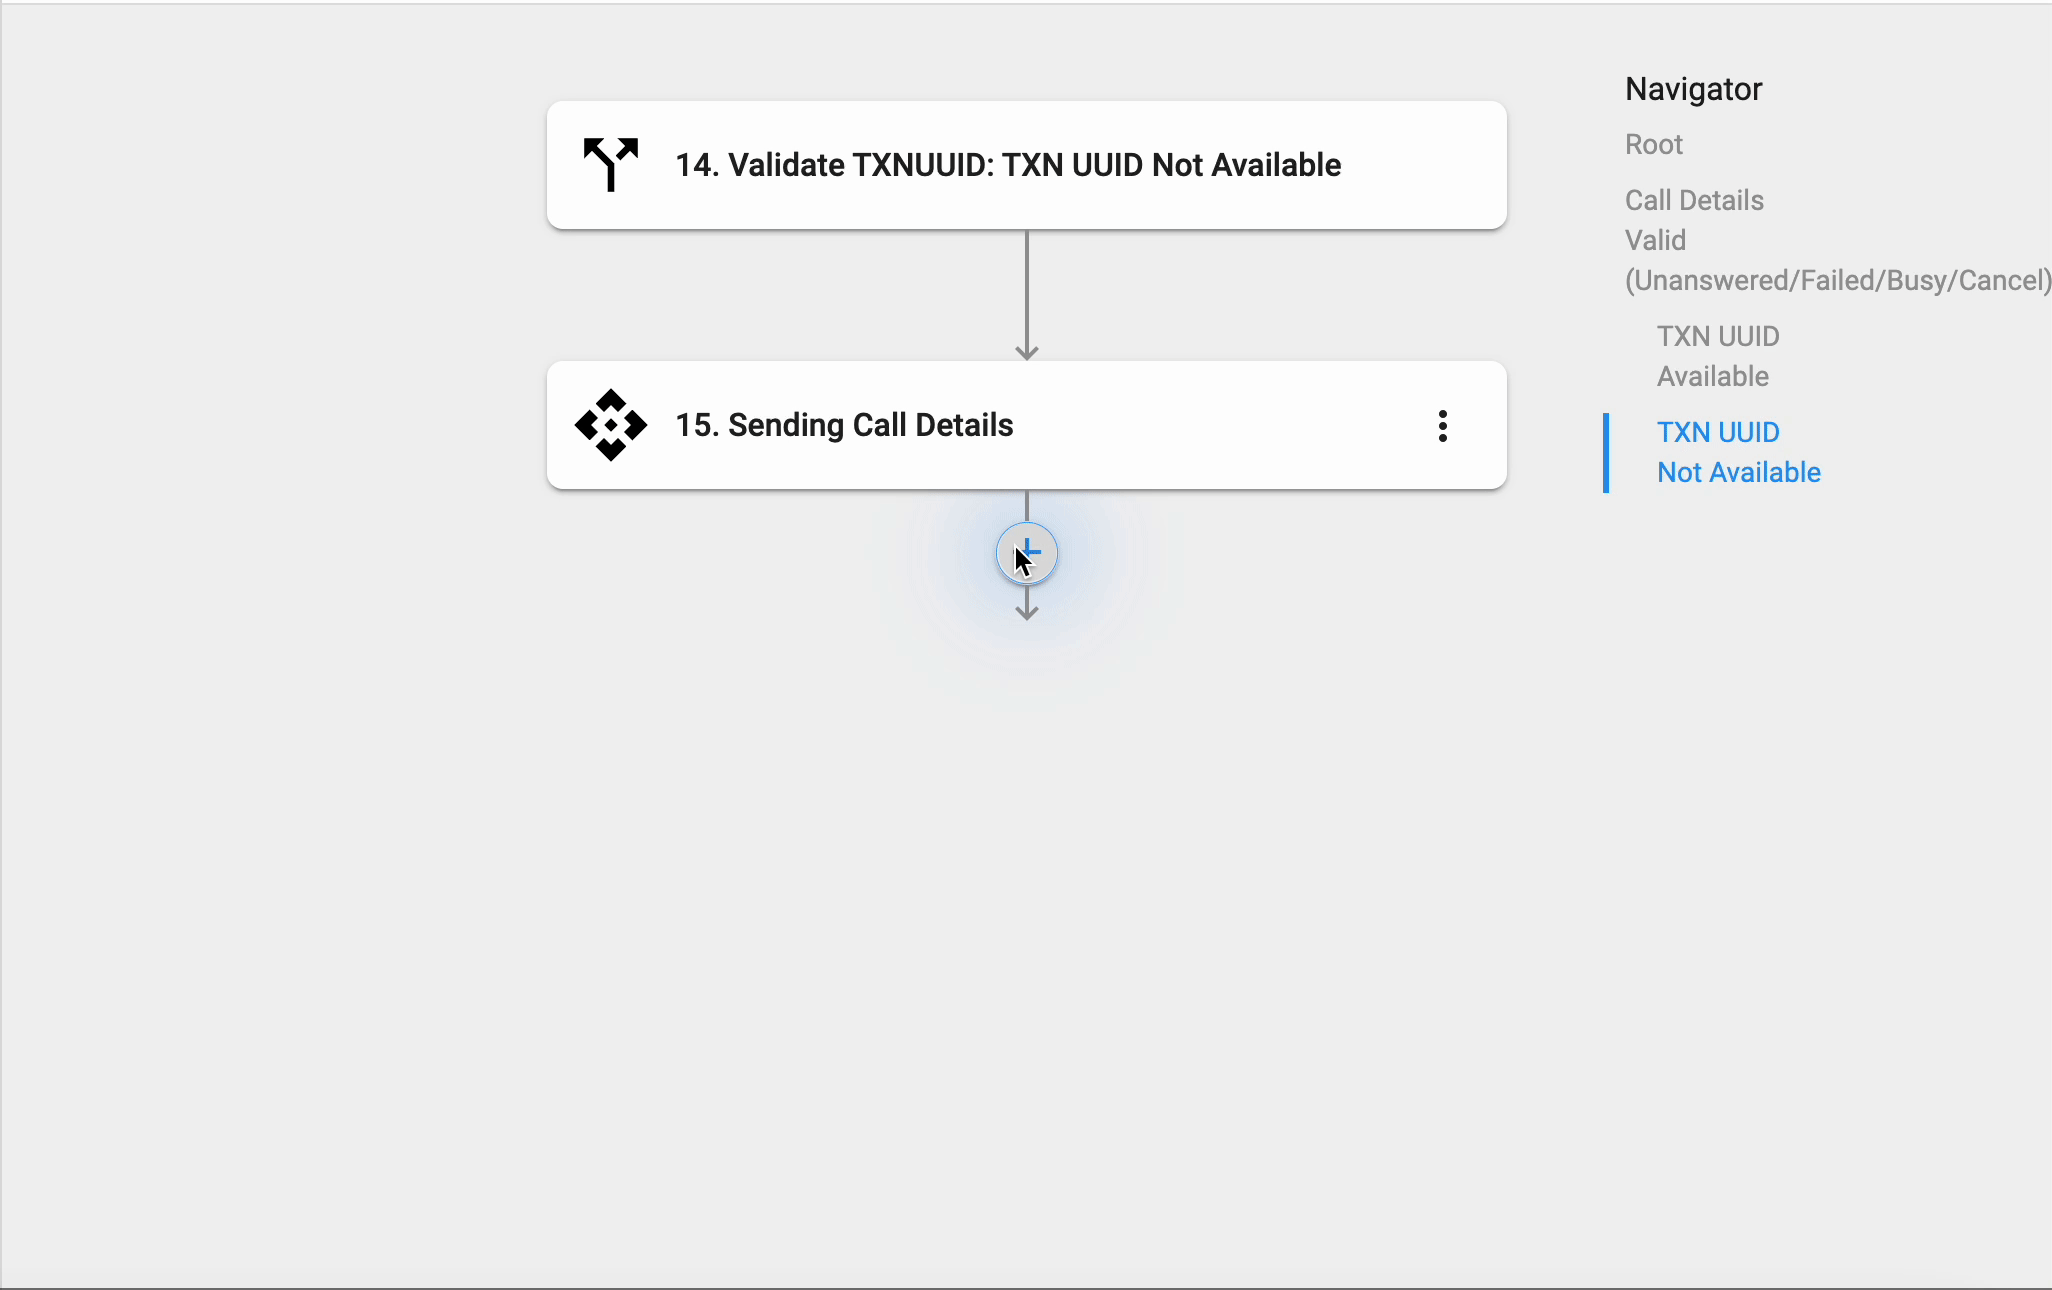 14. Validate TXNUUID: TXN UUID Not Available
15. Sending Call Details
Navigator
Root
Call Details
Valid
(Unanswered/Failed/Busy/Cancel)
TXN UUID
Available
TXN UUID
Not Available